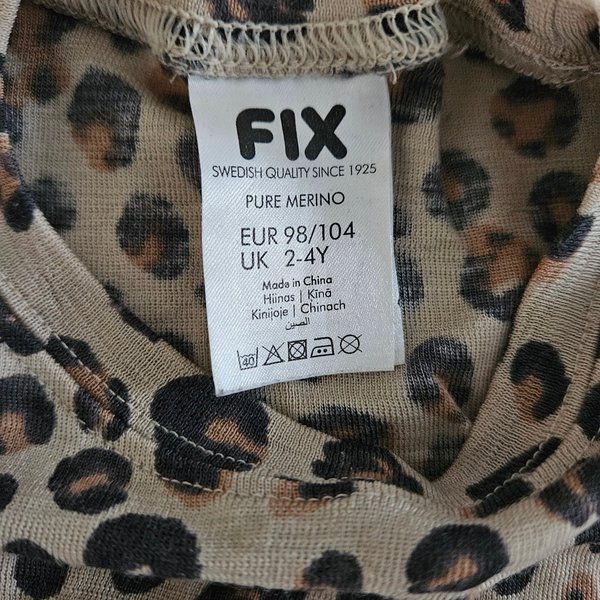 FIX
SWEDISH QUALITY SINCE 1925
PURE MERINO
EUR 98/104
UK 2-4Y
Made in China
Hiinas | Kīnā
Kinijoje | Chinach
الصين
40